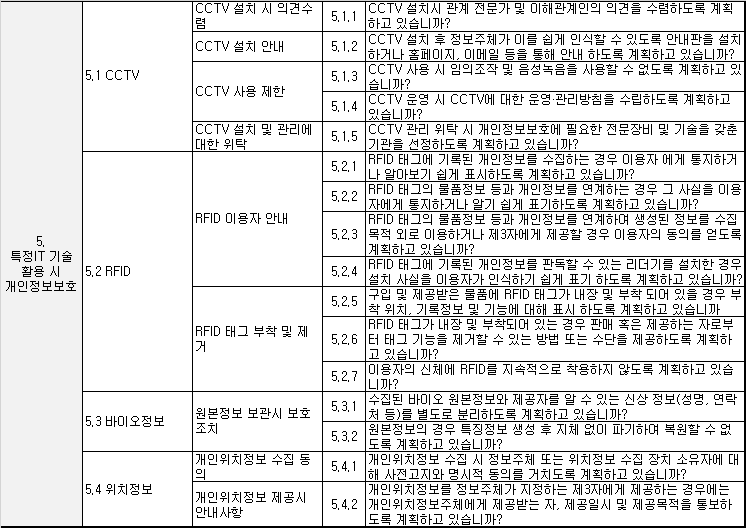 5.
특정IT 기술
활용 시
개인정보보호
5.1 CCTV
CCTV 설치 시 의견수
렴
5.1.1
CCTV 설치시 관계 전문가 및 이해관계인의 의견을 수렴하도록 계획
하고 있습니까?
CCTV 설치 안내
5.1.2
CCTV 설치 후 정보주체가 이를 쉽게 인식할 수 있도록 안내판을 설치
하거나 홈페이지, 이메일 등을 통해 안내 하도록 계획하고 있습니까?
CCTV 사용 제한
5.1.3
CCTV 사용 시 임의조작 및 음성녹음을 사용할 수 없도록 계획하고 있
습니까?
5.1.4
CCTV 운영 시 CCTV에 대한 운영·관리방침을 수립하도록 계획하고
있습니까?
CCTV 설치 및 관리에
대한 위탁
5.1.5
CCTV 관리 위탁 시 개인정보보호에 필요한 전문장비 및 기술을 갖춘
기관을 선정하도록 계획하고 있습니까?
5.2 RFID
RFID 이용자 안내
5.2.1
RFID 태그에 기록된 개인정보를 수집하는 경우 이용자 에게 통지하거
나 알아보기 쉽게 표시하도록 계획하고 있습니까?
5.2.2
RFID 태그의 물품정보 등과 개인정보를 연계하는 경우 그 사실을 이용
자에게 통지하거나 알기 쉽게 표기하도록 계획하고 있습니까?
5.2.3
RFID 태그의 물품정보 등과 개인정보를 연계하며 생성된 정보를 수집
목적 외로 이용하거나 제3자에게 제공할 경우 이용자의 동의를 얻도록
계획하고 있습니까?
5.2.4
RFID 태그에 기록된 개인정보를 판독할 수 있는 리더기를 설치한 경우
설치 사실을 이용자가 인식하기 쉽게 표기 하도록 계획하고 있습니까?
RFID 태그 부착 및 제
거
5.2.5
구입 및 제공받은 물품에 RFID 태그가 내장 및 부착 되어 있을 경우 부
착 위치, 기록정보 및 기능에 대해 표시 하도록 계획하고 있습니까
5.2.6
RFID 태그가 내장 및 부착되어 있는 경우 판매 혹은 제공하는 자로부
터 태그 기능을 제거할 수 있는 방법 또는 수단을 제공하도록 계획하
고 있습니까?
5.2.7
이용자의 신체에 RFID를 지속적으로 착용하지 않도록 계획하고 있습
니까?
5.3 바이오정보
원본정보 보관시 보호
조치
5.3.1
수집된 바이오 원본정보와 제공자를 알 수 있는 신상 정보(성명, 연락
처 등)를 별도로 분리하도록 계획하고 있습니까?
5.3.2
원본정보의 경우 특징정보 생성 후 지체 없이 파기하며 복원할 수 없
도록 계획하고 있습니까?
5.4 위치정보
개인위치정보 수집 동
의
5.4.1
개인위치정보 수집 시 정보주체 또는 위치정보 수집 장치 소유자에 대
해 사전고지와 명시적 동의를 거치도록 계획하고 있습니까?
개인위치정보 제공시
안내사항
5.4.2
개인위치정보를 정보주체가 지정하는 제3자에게 제공하는 경우에는
개인위치정보주체에게 제공받는 자, 제공일시 및 제공목적을 통보하
도록 계획하고 있습니까?